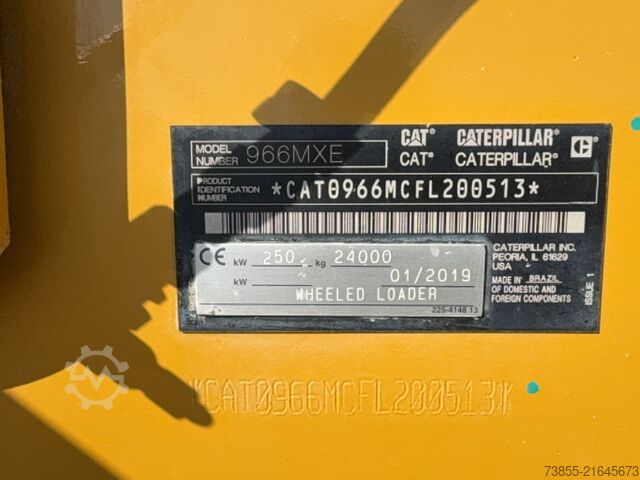 MODEL NUMBER 966MXE
CAT® CATERPILLAR®
CAT® CATERPILLAR® C
PRODUCT IDENTIFICATION NUMBER *CAT0966MCFL200513*
CE kW 250 kg 24000
kW 01/2019
WHEELED LOADER
225-4148 13
CATERPILLAR INC.
PEORIA, IL 61629
USA
MADE IN BRAZIL
OF DOMESTIC AND
FOREIGN COMPONENTS
ISSUE 1
*CAT0966MCFL200513*
73855-21645673